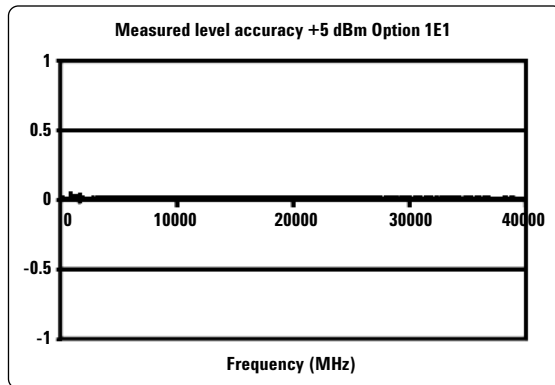 Measured level accuracy +5 dBm Option 1E1
1
0.5
0
0 10000 20000 30000 40000
-0.5
-1
Frequency (MHz)